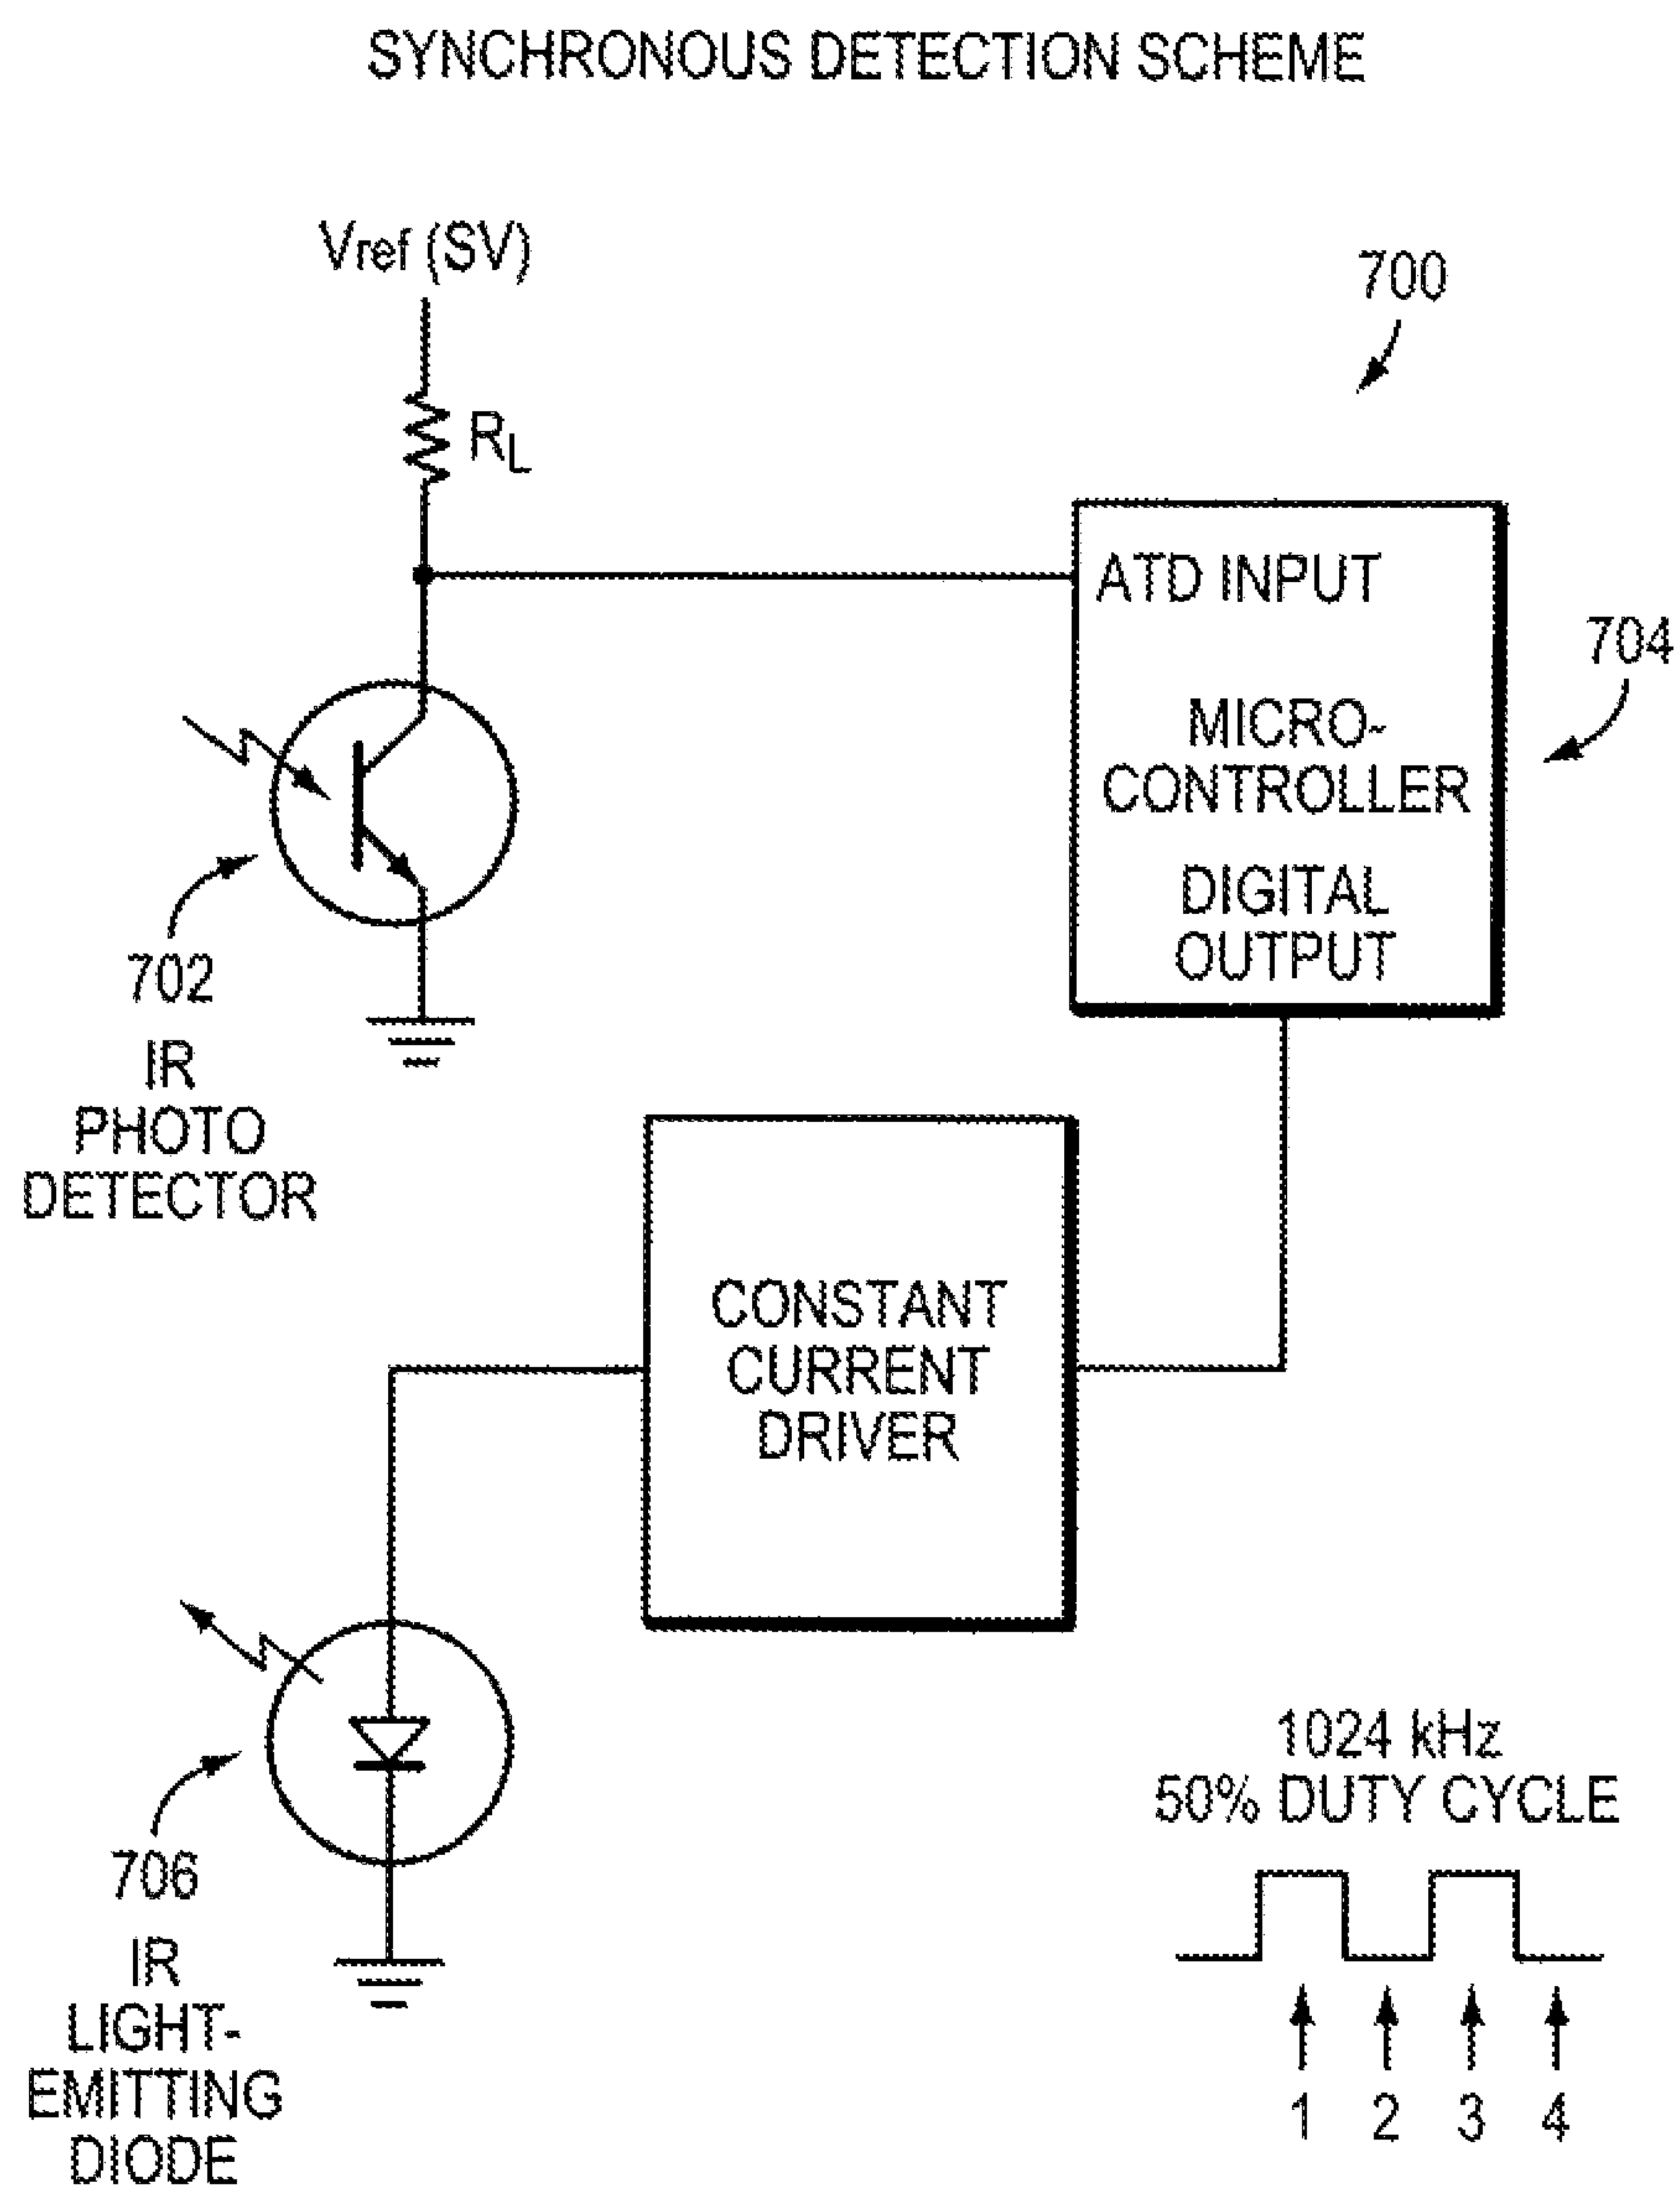 SYNCHRONOUS DETECTION SCHEME
Vref (SV)
700
RL
ATD INPUT
704
MICRO-
CONTROLLER
DIGITAL
OUTPUT
702
IR
PHOTO
DETECTOR
CONSTANT
CURRENT
DRIVER
706
IR
LIGHT-
EMITTING
DIODE
1024 kHz
50% DUTY CYCLE
1 2 3 4